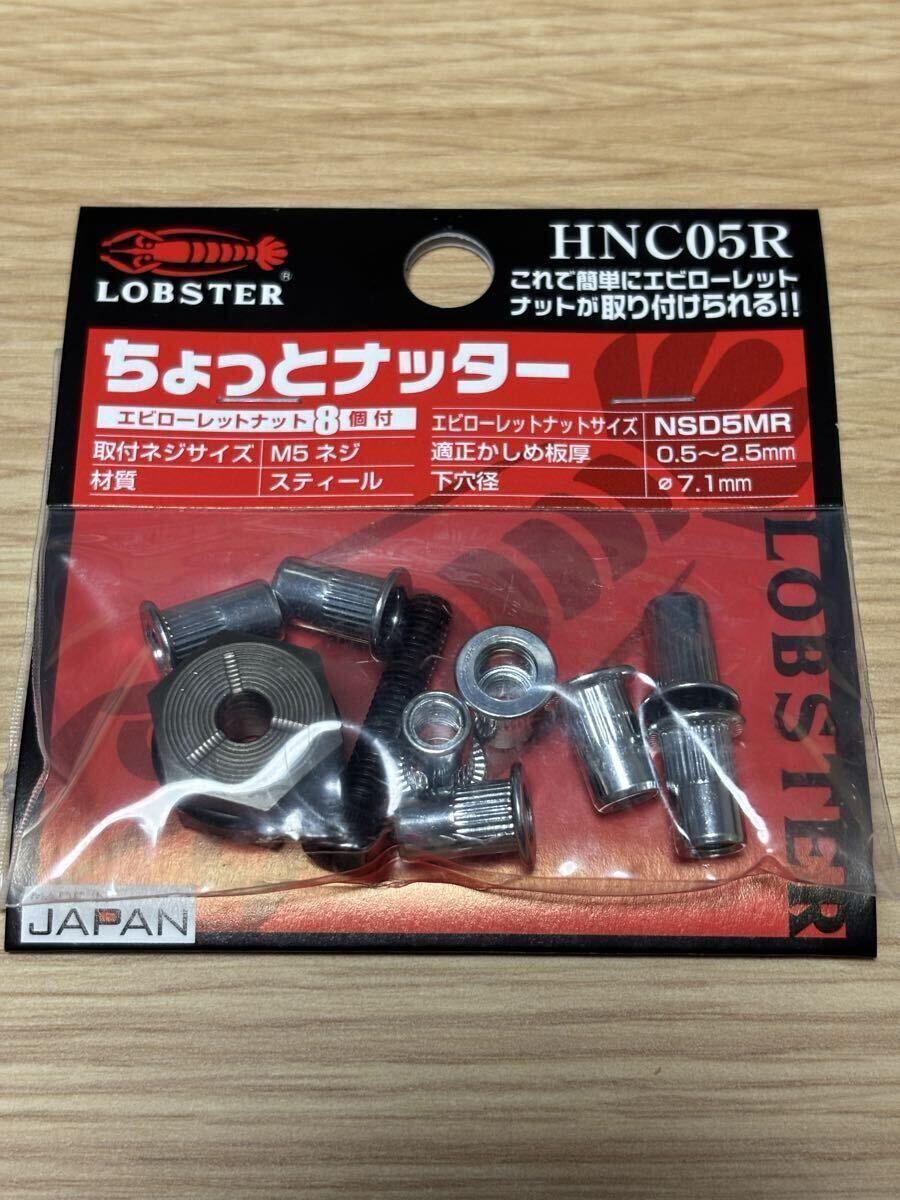 HNC05R
LOBSTER®
これで簡単にエビローレット
ナットが取り付けられる!!
ちょっとナッター
エビローレットナット8個付
取付ネジサイズ M5ネジ
材質 スティール
エビローレットナットサイズ NSD5MR
適正かしめ板厚 0.5～2.5mm
下穴径 ø7.1mm
LOBSTER
JAPAN